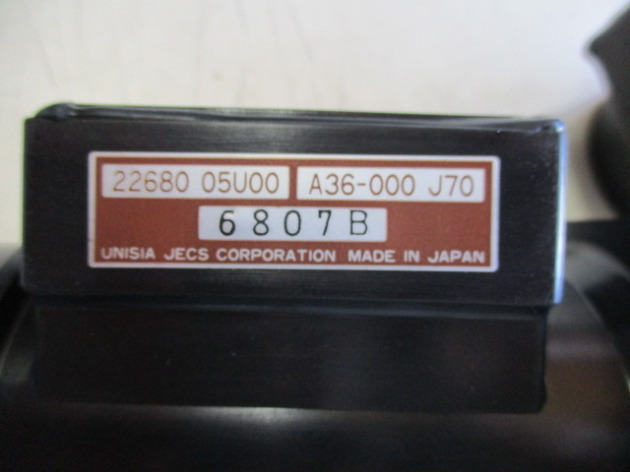 22680 05U00 A36-000 J70
6807B
UNISIA JECS CORPORATION MADE IN JAPAN